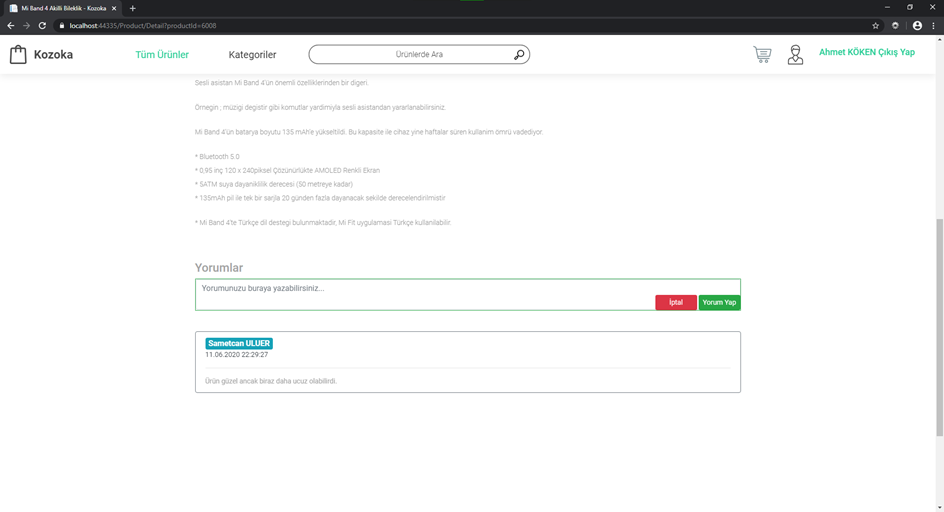 Mi Band 4 Akilli Bileklik - Kozoka
localhost:44335/Product/Detail?productId=6008
Kozoka
Tüm Ürünler
Kategoriler
Ürünlerde Ara
Ahmet KÖKEN Çıkış Yap
Sesli asistan Mi Band 4'ün önemli özelliklerinden bir digeri.
Örnegin ; müzigi degistir gibi komutlar yardimiyla sesli asistandan yararlanabilirsiniz.
Mi Band 4'ün batarya boyutu 135 mAh'e yükseltildi. Bu kapasite ile cihaz yine haftalar süren kullanim ömrü vadediyor.
* Bluetooth 5.0
* 0,95 inç 120 x 240piksel Çözünürlükte AMOLED Renkli Ekran
* 5ATM suya dayaniklilik derecesi (50 metreye kadar)
* 135mAh pil ile tek bir sarjla 20 günden fazla dayanacak sekilde derecelendirilmistir
* Mi Band 4'te Türkçe dil destegi bulunmaktadir, Mi Fit uygulamasi Türkçe kullanilabilir.
Yorumlar
Yorumunuzu buraya yazabilirsiniz...
İptal
Yorum Yap
Sametcan ULUER
11.06.2020 22:29:27
Ürün güzel ancak biraz daha ucuz olabilirdi.